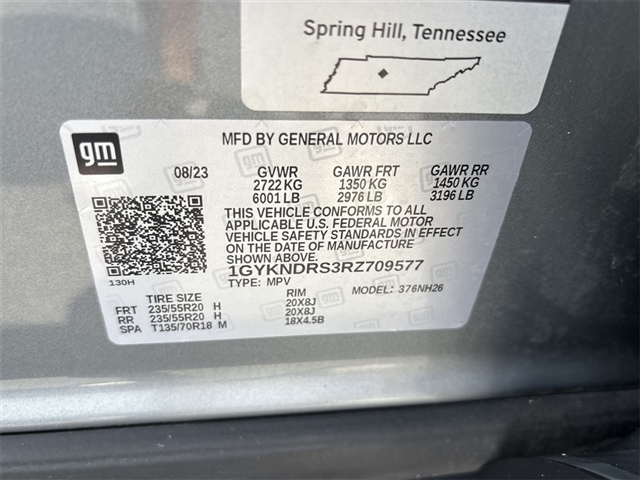 Spring Hill, Tennessee
gm
MFD BY GENERAL MOTORS LLC
08/23 GVWR GAWR FRT GAWR RR
2722 KG 1350 KG 1450 KG
6001 LB 2976 LB 3196 LB
THIS VEHICLE CONFORMS TO ALL
APPLICABLE U.S. FEDERAL MOTOR
VEHICLE SAFETY STANDARDS IN EFFECT
ON THE DATE OF MANUFACTURE
SHOWN ABOVE.
1GYKNDRS3RZ709577
130H
TYPE: MPV
MODEL: 376NH26
TIRE SIZE RIM
FRT 235/55R20 H 20X8J
RR 235/55R20 H 20X8J
SPA T135/70R18 M 18X4.5B